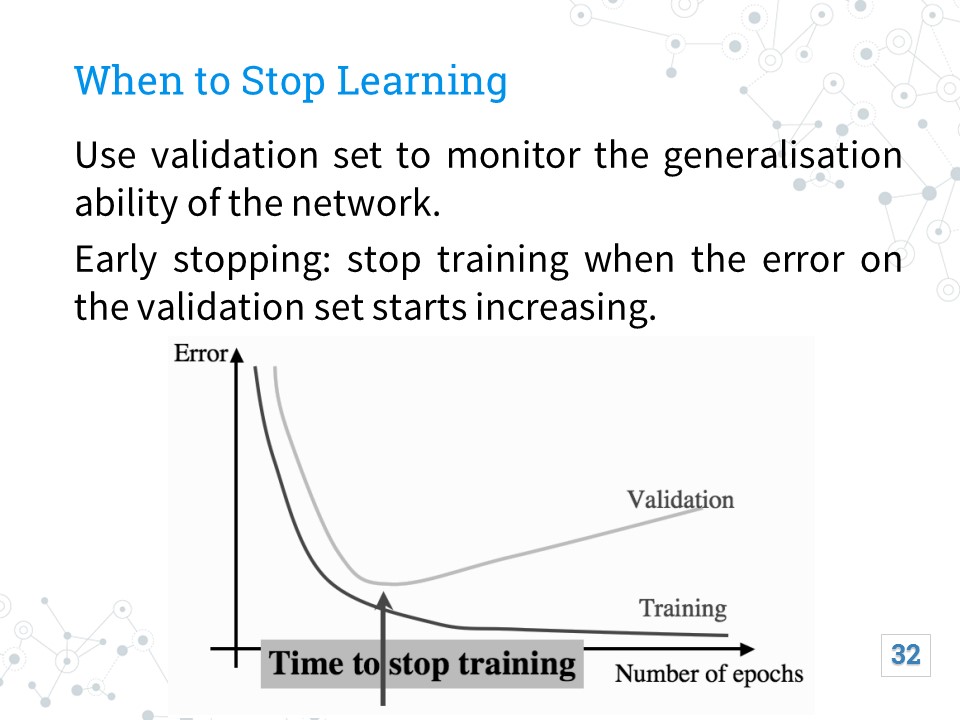 When to Stop Learning
Use validation set to monitor the generalisation
ability of the network.
Early stopping: stop training when the error on
the validation set starts increasing.
Error
Validation
Training
Time to stop training
Number of epochs
32